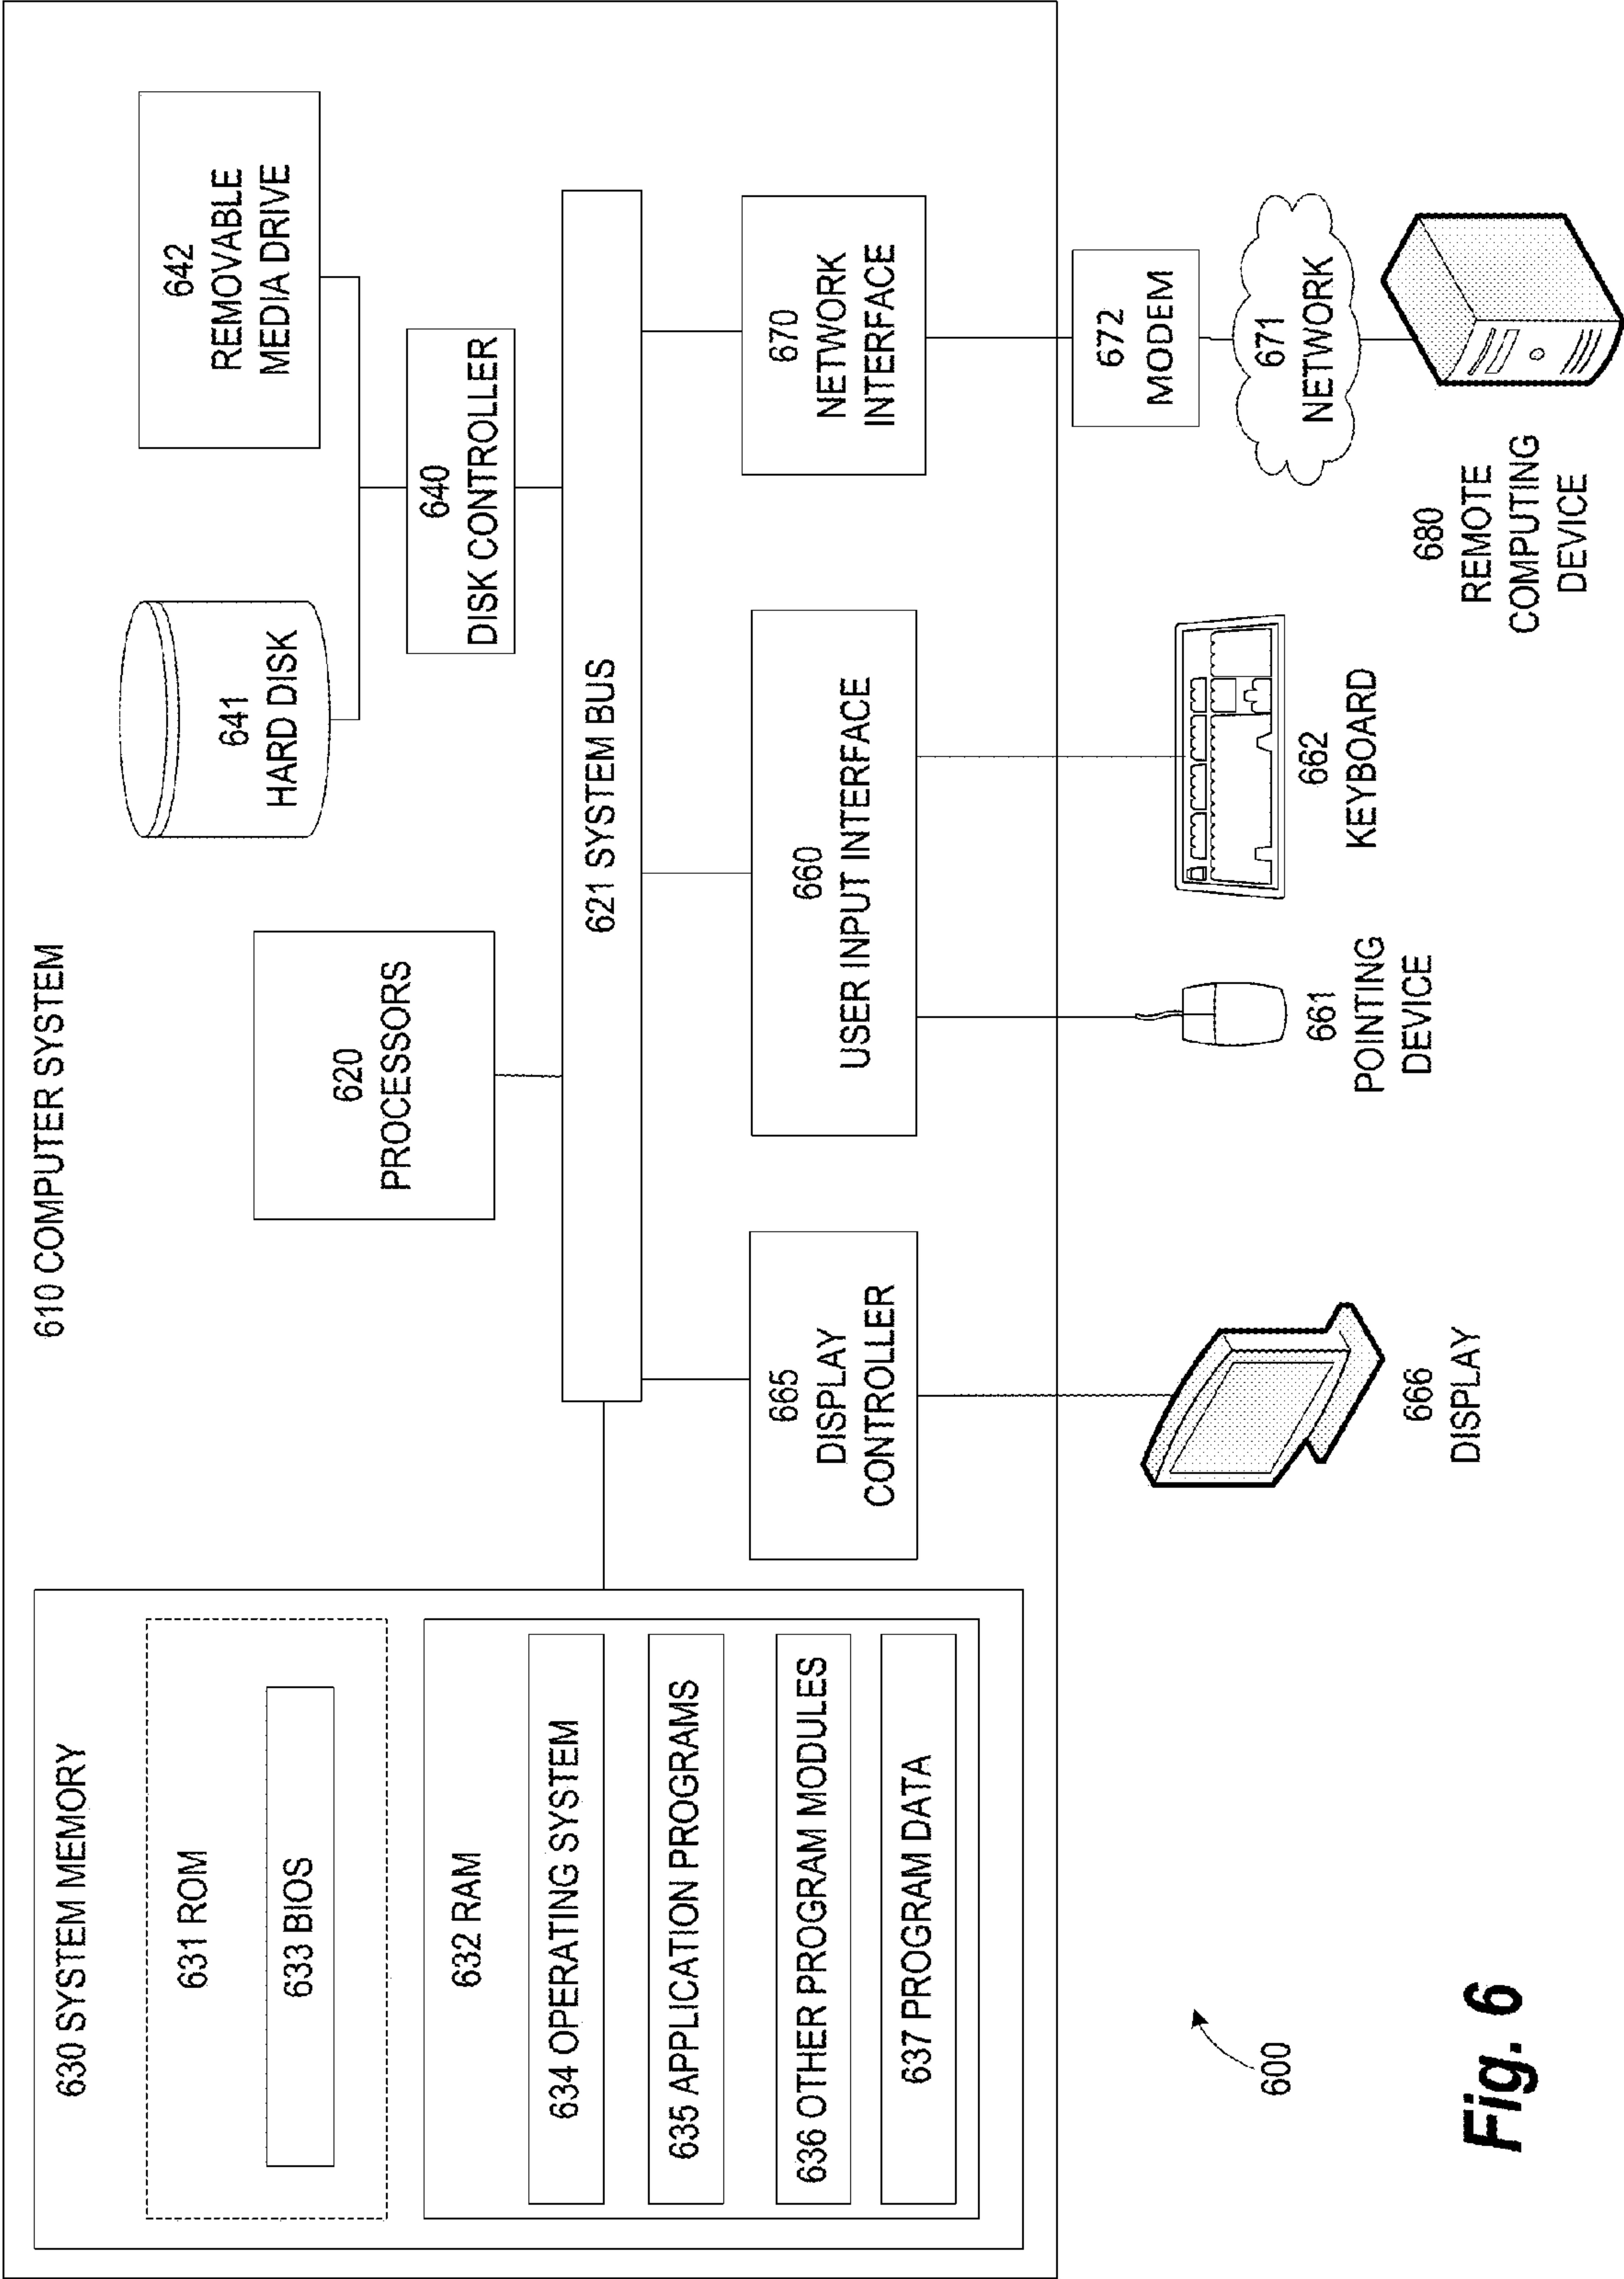 610 COMPUTER SYSTEM
630 SYSTEM MEMORY
631 ROM
633 BIOS
632 RAM
634 OPERATING SYSTEM
635 APPLICATION PROGRAMS
636 OTHER PROGRAM MODULES
637 PROGRAM DATA
620
PROCESSORS
641
HARD DISK
642
REMOVABLE
MEDIA DRIVE
640
DISK CONTROLLER
621 SYSTEM BUS
665
DISPLAY
CONTROLLER
660
USER INPUT INTERFACE
670
NETWORK
INTERFACE
672
MODEM
671
NETWORK
666
DISPLAY
661
POINTING
DEVICE
662
KEYBOARD
680
REMOTE
COMPUTING
DEVICE
600
Fig. 6